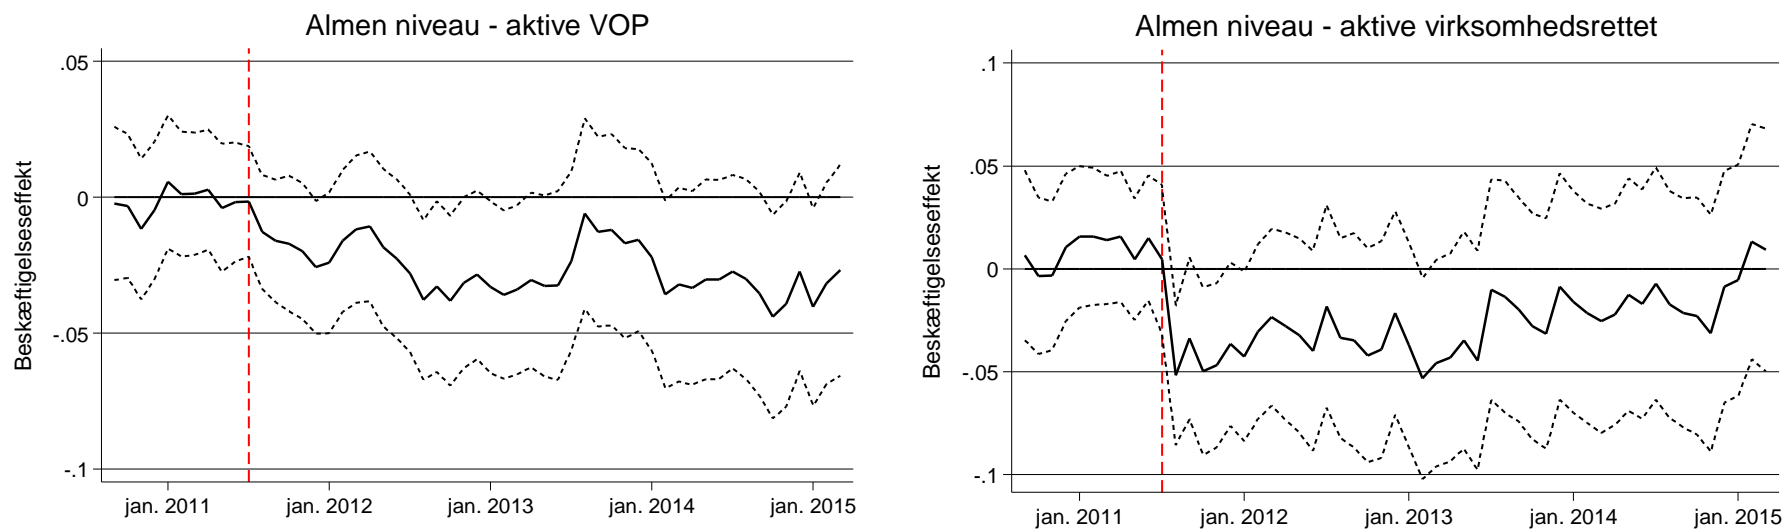 Almen niveau - aktive VOP
Beskæftigelseseffekt
.05
0
-.05
-.1
jan. 2011
jan. 2012
jan. 2013
jan. 2014
jan. 2015
Almen niveau - aktive virksomhedsrettet
Beskæftigelseseffekt
.1
.05
0
-.05
-.1
jan. 2011
jan. 2012
jan. 2013
jan. 2014
jan. 2015